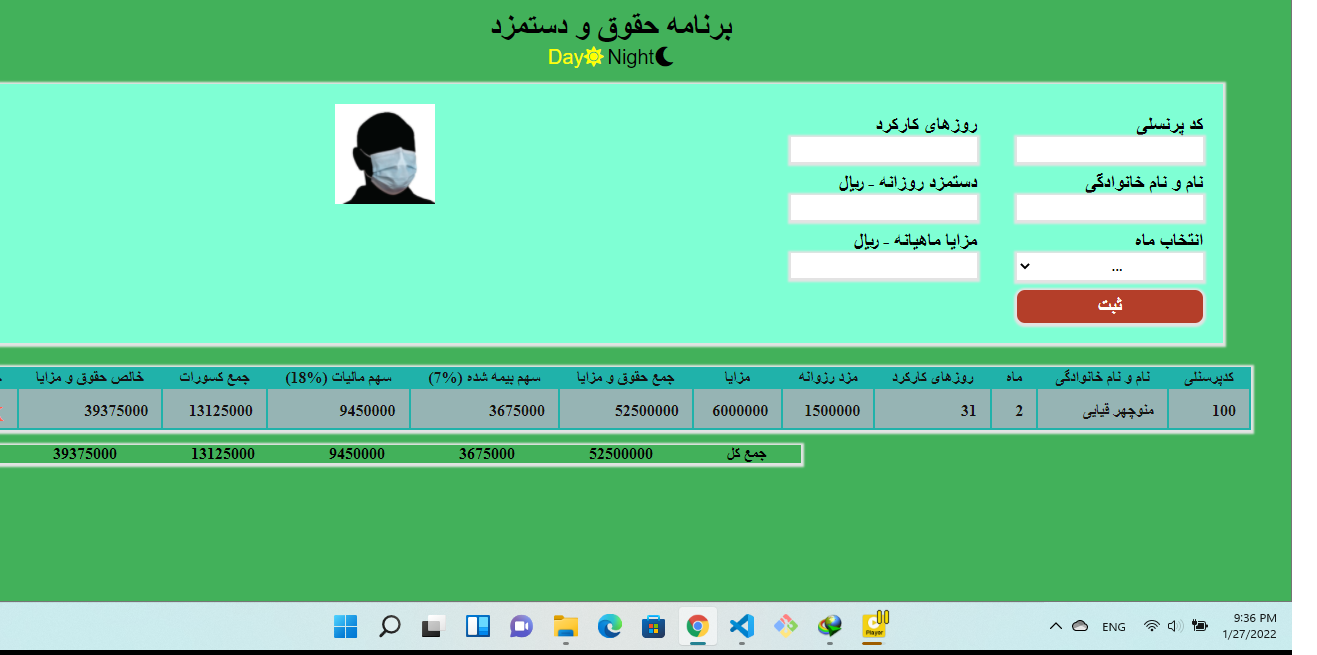 برنامه حقوق و دستمزد
Day Night
کد پرنسلی
روزهای کارکرد
نام و نام خانوادگی
دستمزد روزانه - ریال
انتخاب ماه
مزایا ماهیانه - ریال
...
ثبت
کدپرسنلی نام و نام خانوادگی ماه روزهای کارکرد مزد رزوانه مزایا جمع حقوق و مزایا سهم بیمه شده (7%) سهم مالیات (18%) جمع کسورات خالص حقوق و مزایا
100 منوچهر قیایی 2 31 1500000 6000000 52500000 3675000 9450000 13125000 39375000
جمع کل 52500000 3675000 9450000 13125000 39375000
Player
ENG
9:36 PM
1/27/2022